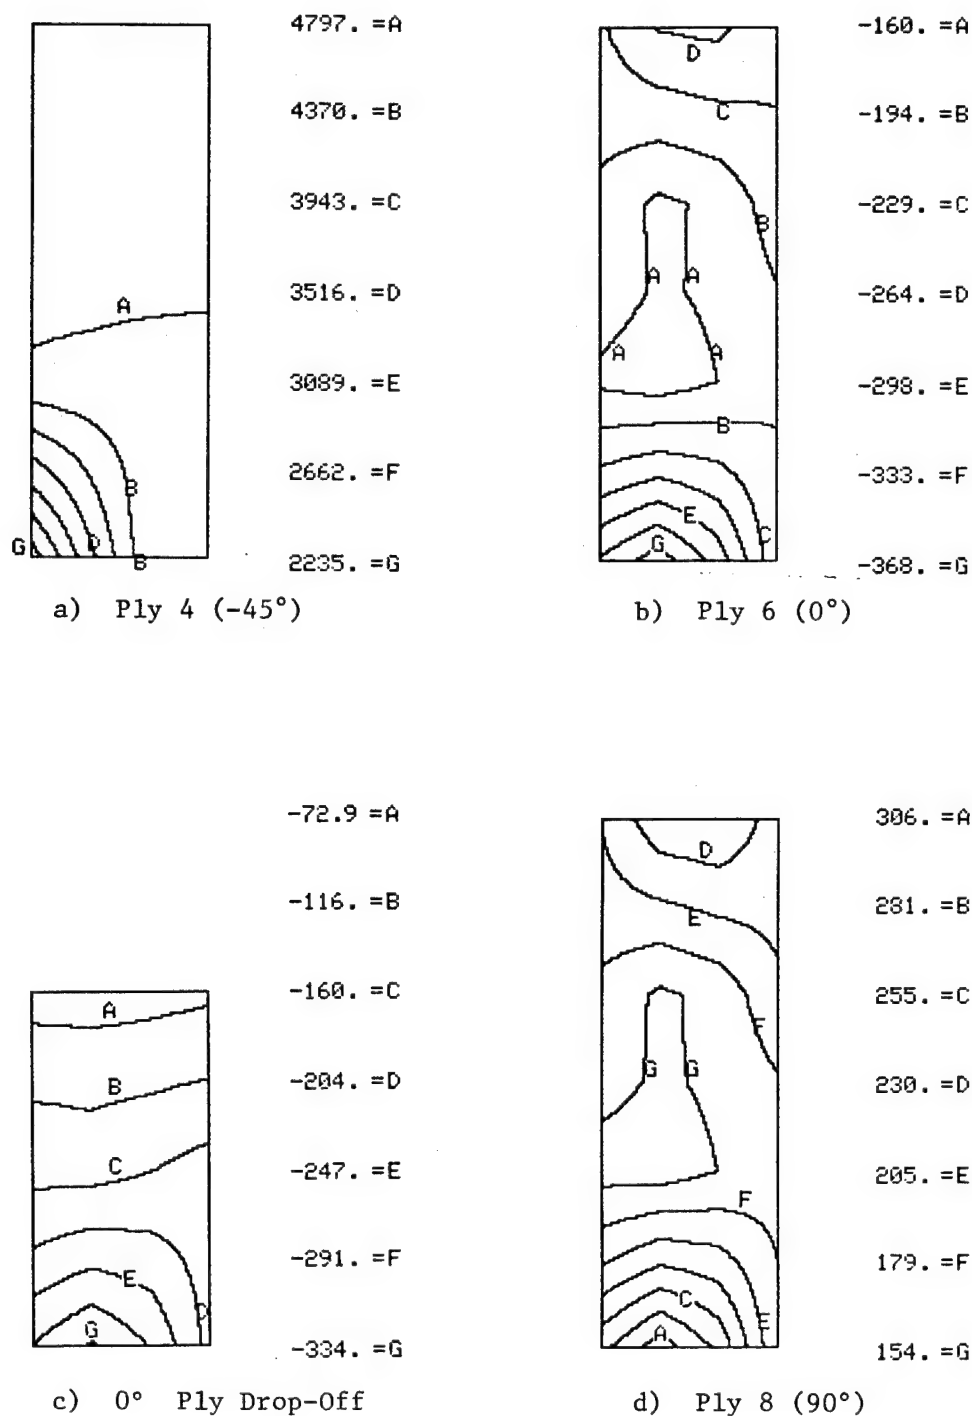 4797. =A
4370. =B
3943. =C
3516. =D
3089. =E
2662. =F
2235. =G
A
B
D
G
B
a) Ply 4 (-45°)
-160. =A
-194. =B
-229. =C
-264. =D
-298. =E
-333. =F
-368. =G
D
C
B
A A
A A
B
E
C
G
b) Ply 6 (0°)
-72.9 =A
-116. =B
-160. =C
-204. =D
-247. =E
-291. =F
-334. =G
A
B
C
E
D
G
c) 0° Ply Drop-Off
306. =A
281. =B
255. =C
230. =D
205. =E
179. =F
154. =G
D
E
F
G G
F
C
E
A
d) Ply 8 (90°)